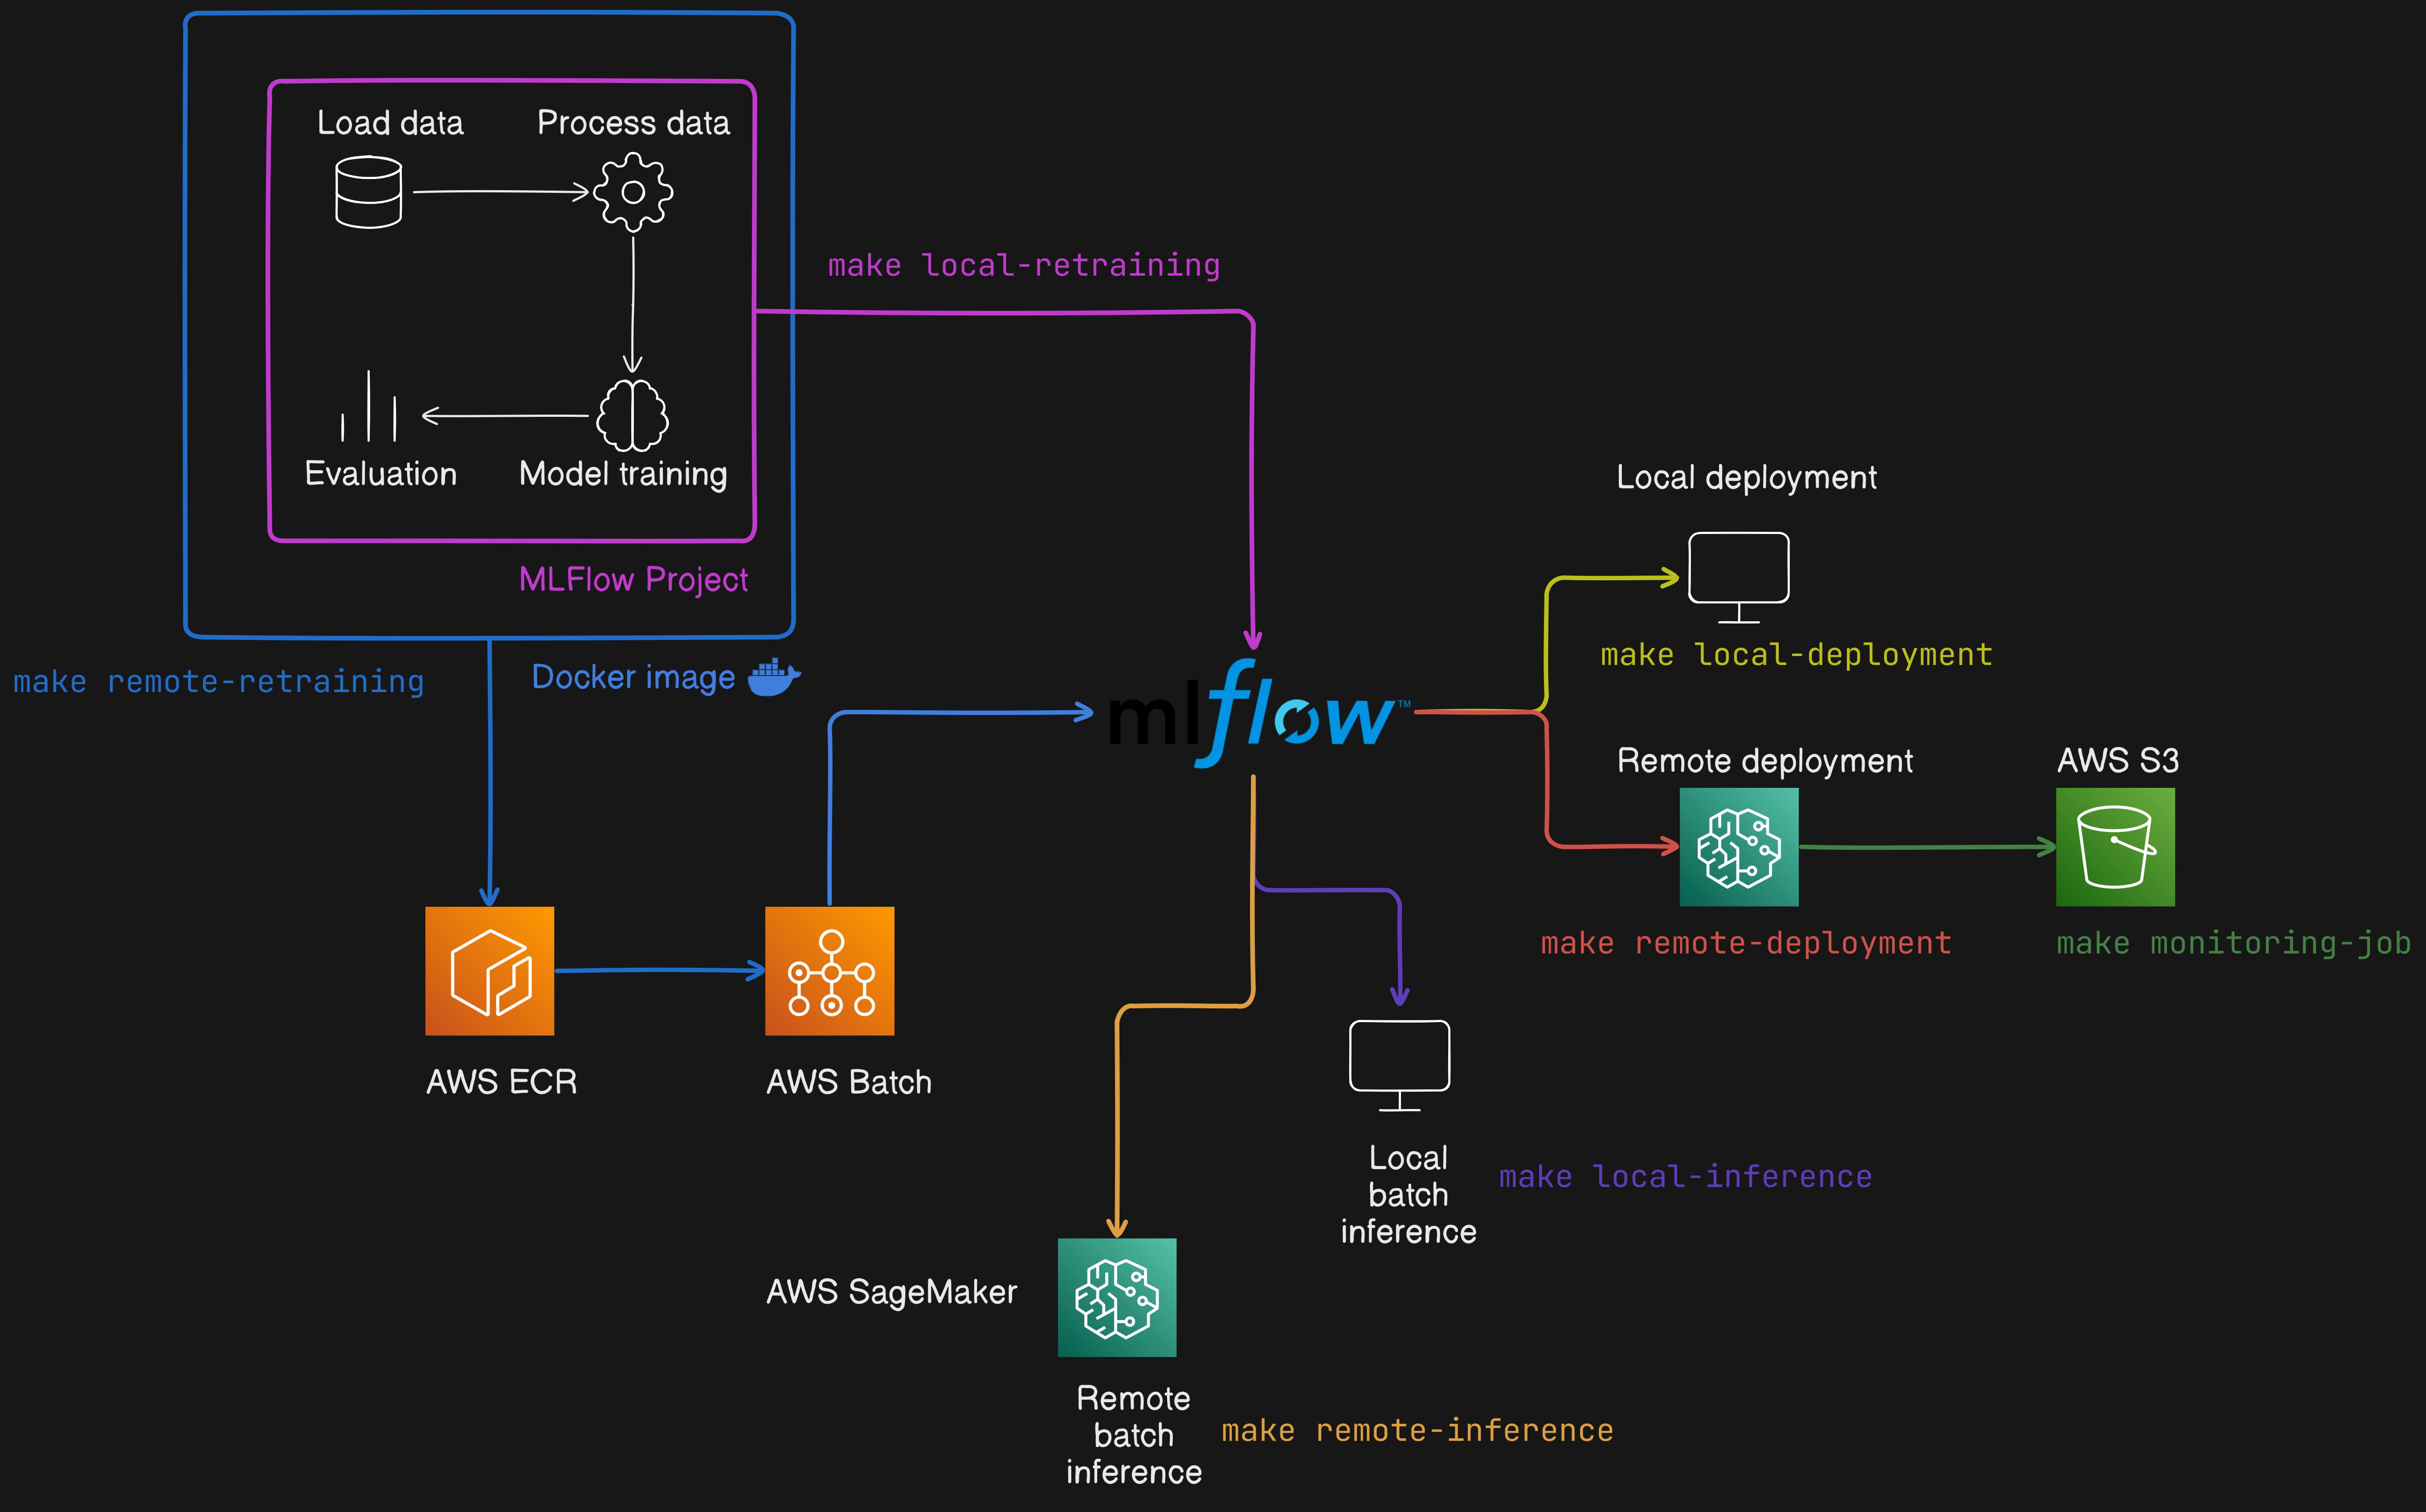 Load data
Process data
Evaluation
Model training
MLFlow Project
make local-retraining
make remote-retraining
Docker image
mlflow™
Local deployment
make local-deployment
Remote deployment
AWS S3
make remote-deployment
make monitoring-job
AWS ECR
AWS Batch
Local
batch
inference
make local-inference
AWS SageMaker
Remote
batch
inference
make remote-inference